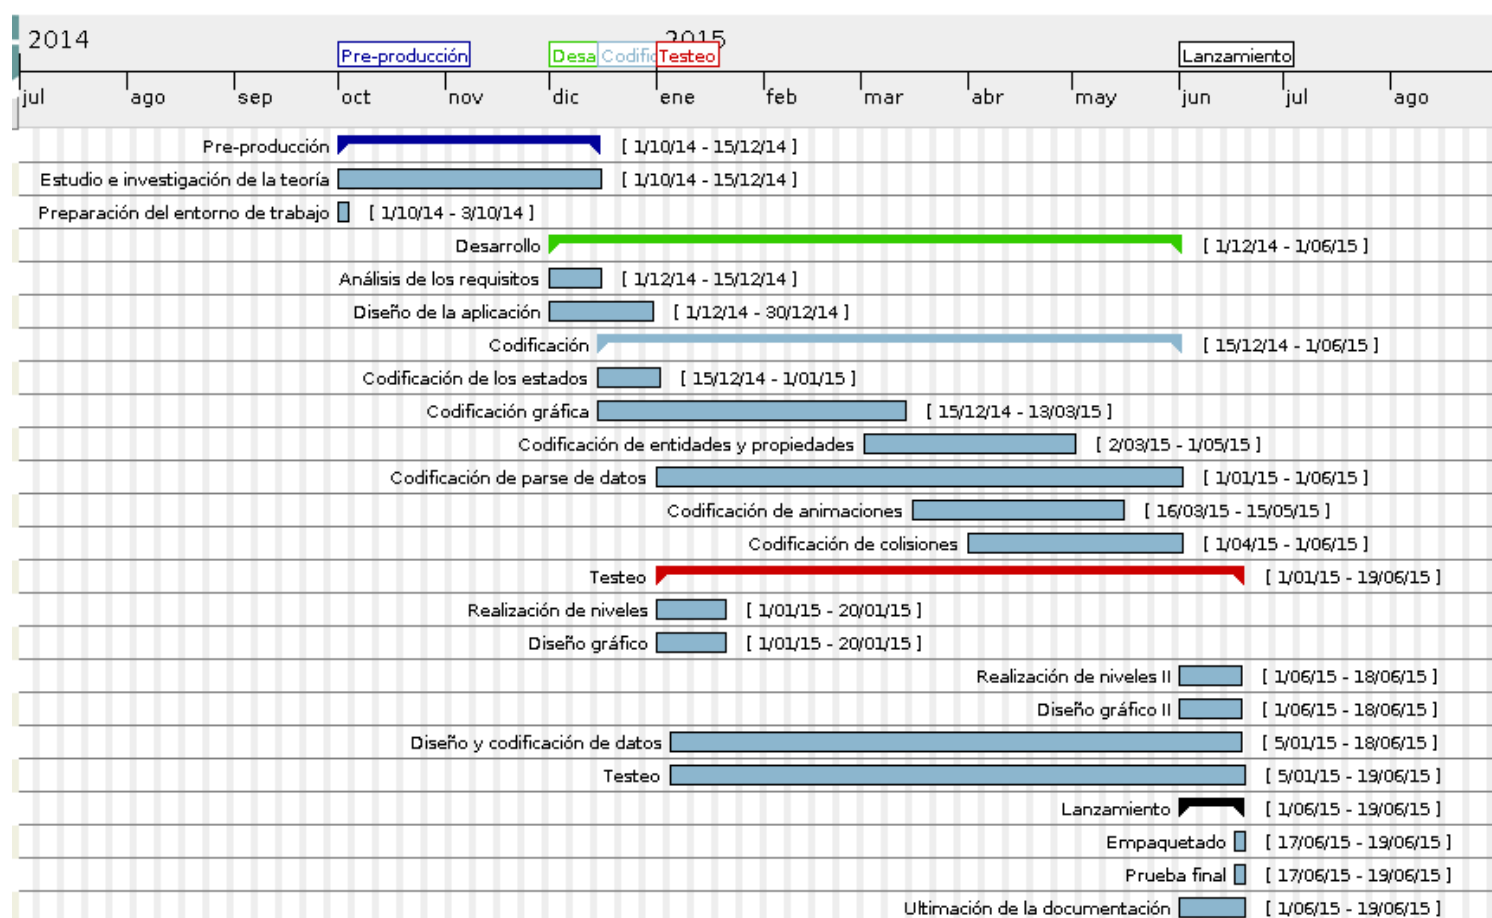 2014 2015
Pre-producción Desa Codific Testeo Lanzamiento
jul ago sep oct nov dic ene feb mar abr may jun jul ago
Pre-producción [ 1/10/14 - 15/12/14 ]
Estudio e investigación de la teoría [ 1/10/14 - 15/12/14 ]
Preparación del entorno de trabajo [ 1/10/14 - 3/10/14 ]
Desarrollo [ 1/12/14 - 1/06/15 ]
Análisis de los requisitos [ 1/12/14 - 15/12/14 ]
Diseño de la aplicación [ 1/12/14 - 30/12/14 ]
Codificación [ 15/12/14 - 1/06/15 ]
Codificación de los estados [ 15/12/14 - 1/01/15 ]
Codificación gráfica [ 15/12/14 - 13/03/15 ]
Codificación de entidades y propiedades [ 2/03/15 - 1/05/15 ]
Codificación de parse de datos [ 1/01/15 - 1/06/15 ]
Codificación de animaciones [ 16/03/15 - 15/05/15 ]
Codificación de colisiones [ 1/04/15 - 1/06/15 ]
Testeo [ 1/01/15 - 19/06/15 ]
Realización de niveles [ 1/01/15 - 20/01/15 ]
Diseño gráfico [ 1/01/15 - 20/01/15 ]
Realización de niveles II [ 1/06/15 - 18/06/15 ]
Diseño gráfico II [ 1/06/15 - 18/06/15 ]
Diseño y codificación de datos [ 5/01/15 - 18/06/15 ]
Testeo [ 5/01/15 - 19/06/15 ]
Lanzamiento [ 1/06/15 - 19/06/15 ]
Empaquetado [ 17/06/15 - 19/06/15 ]
Prueba final [ 17/06/15 - 19/06/15 ]
Ultimación de la documentación [ 1/06/15 - 19/06/15 ]